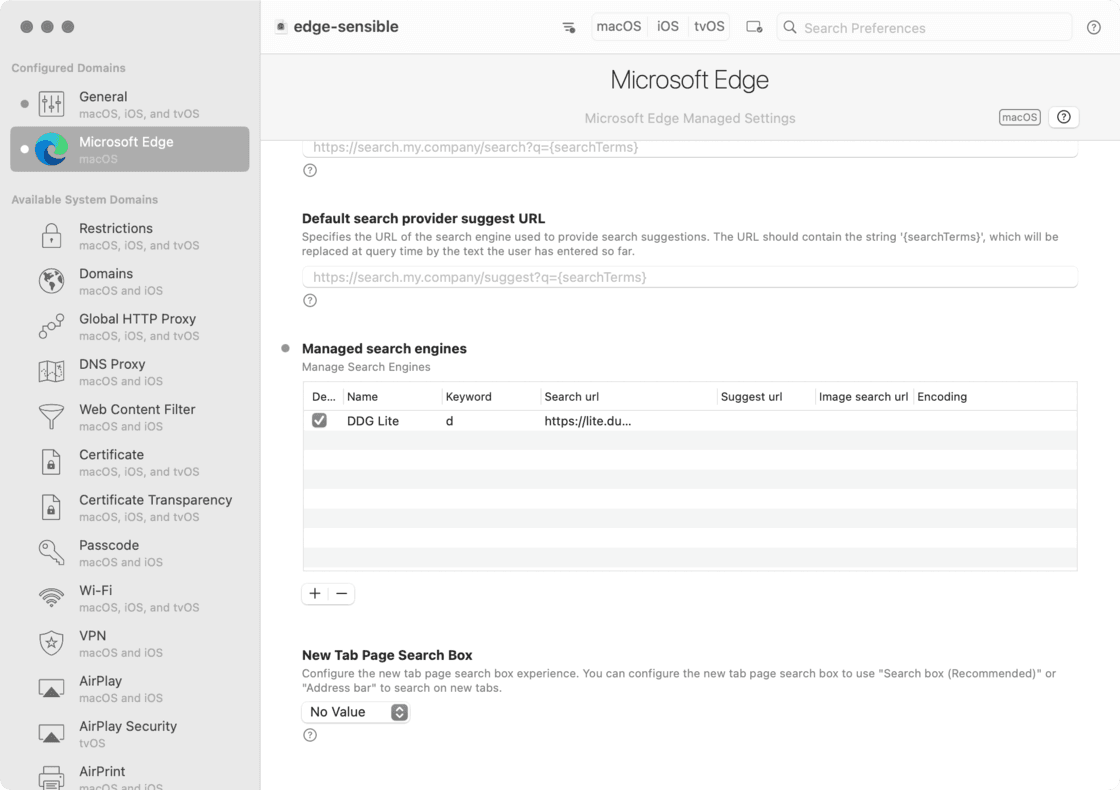 edge-sensible
macOS
iOS
tvOS
Search Preferences
Configured Domains
General
macOS, iOS, and tvOS
Microsoft Edge
macOS
Available System Domains
Restrictions
macOS, iOS, and tvOS
Domains
macOS and iOS
Global HTTP Proxy
macOS, iOS, and tvOS
DNS Proxy
macOS and iOS
Web Content Filter
macOS and iOS
Certificate
macOS, iOS, and tvOS
Certificate Transparency
macOS, iOS, and tvOS
Passcode
macOS and iOS
Wi-Fi
macOS, iOS, and tvOS
VPN
macOS and iOS
AirPlay
macOS and iOS
AirPlay Security
tvOS
AirPrint
macOS and iOS
Microsoft Edge
Microsoft Edge Managed Settings
macOS
https://search.my.company/search?q={searchTerms}
Default search provider suggest URL
Specifies the URL of the search engine used to provide search suggestions. The URL should contain the string '{searchTerms}', which will be
replaced at query time by the text the user has entered so far.
https://search.my.company/suggest?q={searchTerms}
Managed search engines
Manage Search Engines
De... Name Keyword Search url Suggest url Image search url Encoding
DDG Lite d https://lite.du...
New Tab Page Search Box
Configure the new tab page search box experience. You can configure the new tab page search box to use "Search box (Recommended)" or
"Address bar" to search on new tabs.
No Value